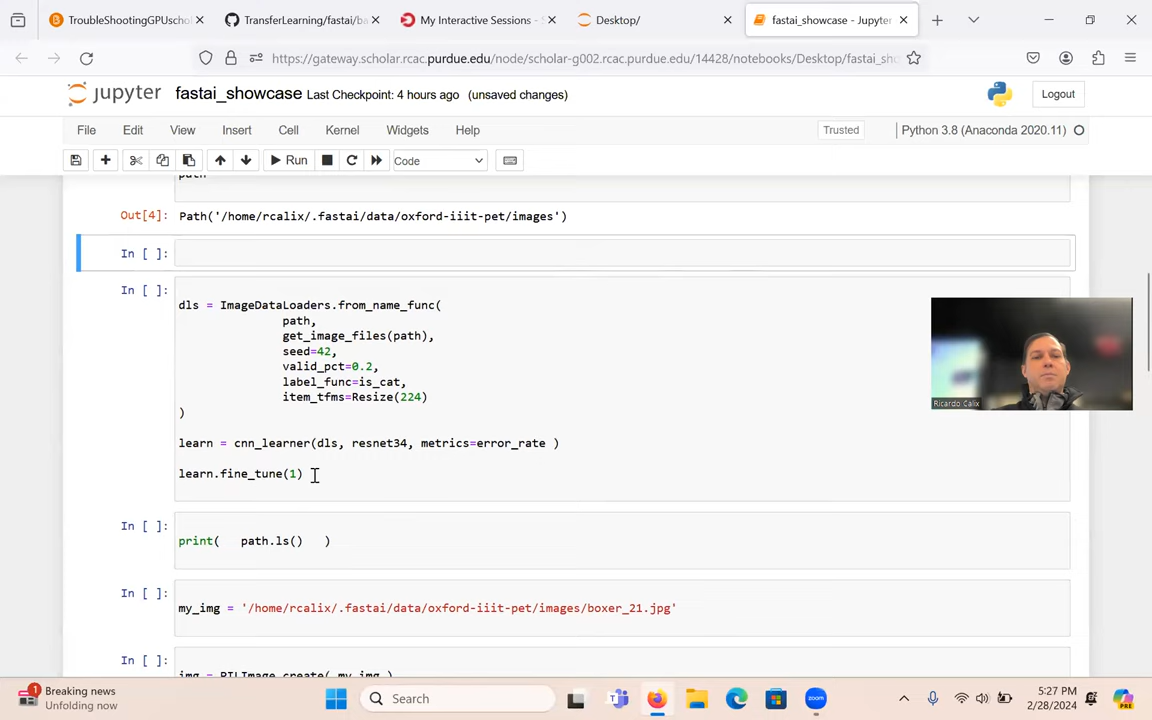 TroubleShootingGPUschol
TransferLearning/fastai/ba
My Interactive Sessions - S
Desktop/
fastai_showcase - Jupyter
https://gateway.scholar.rcac.purdue.edu/node/scholar-g002.rcac.purdue.edu/14428/notebooks/Desktop/fastai_sho
jupyter fastai_showcase Last Checkpoint: 4 hours ago (unsaved changes)
Logout
File Edit View Insert Cell Kernel Widgets Help
Trusted
Python 3.8 (Anaconda 2020.11)
Run
Code
path
Out[4]: Path('/home/rcalix/.fastai/data/oxford-iiit-pet/images')
In [ ]:
In [ ]:
dls = ImageDataLoaders.from_name_func(
path,
get_image_files(path),
seed=42,
valid_pct=0.2,
label_func=is_cat,
item_tfms=Resize(224)
)
learn = cnn_learner(dls, resnet34, metrics=error_rate )
learn.fine_tune(1)
Ricardo Calix
In [ ]:
print( path.ls() )
In [ ]:
my_img = '/home/rcalix/.fastai/data/oxford-iiit-pet/images/boxer_21.jpg'
In [ ]:
img = PILImage.create( my_img )
1
Breaking news
Unfolding now
Search
zoom
5:27 PM
2/28/2024
PRE